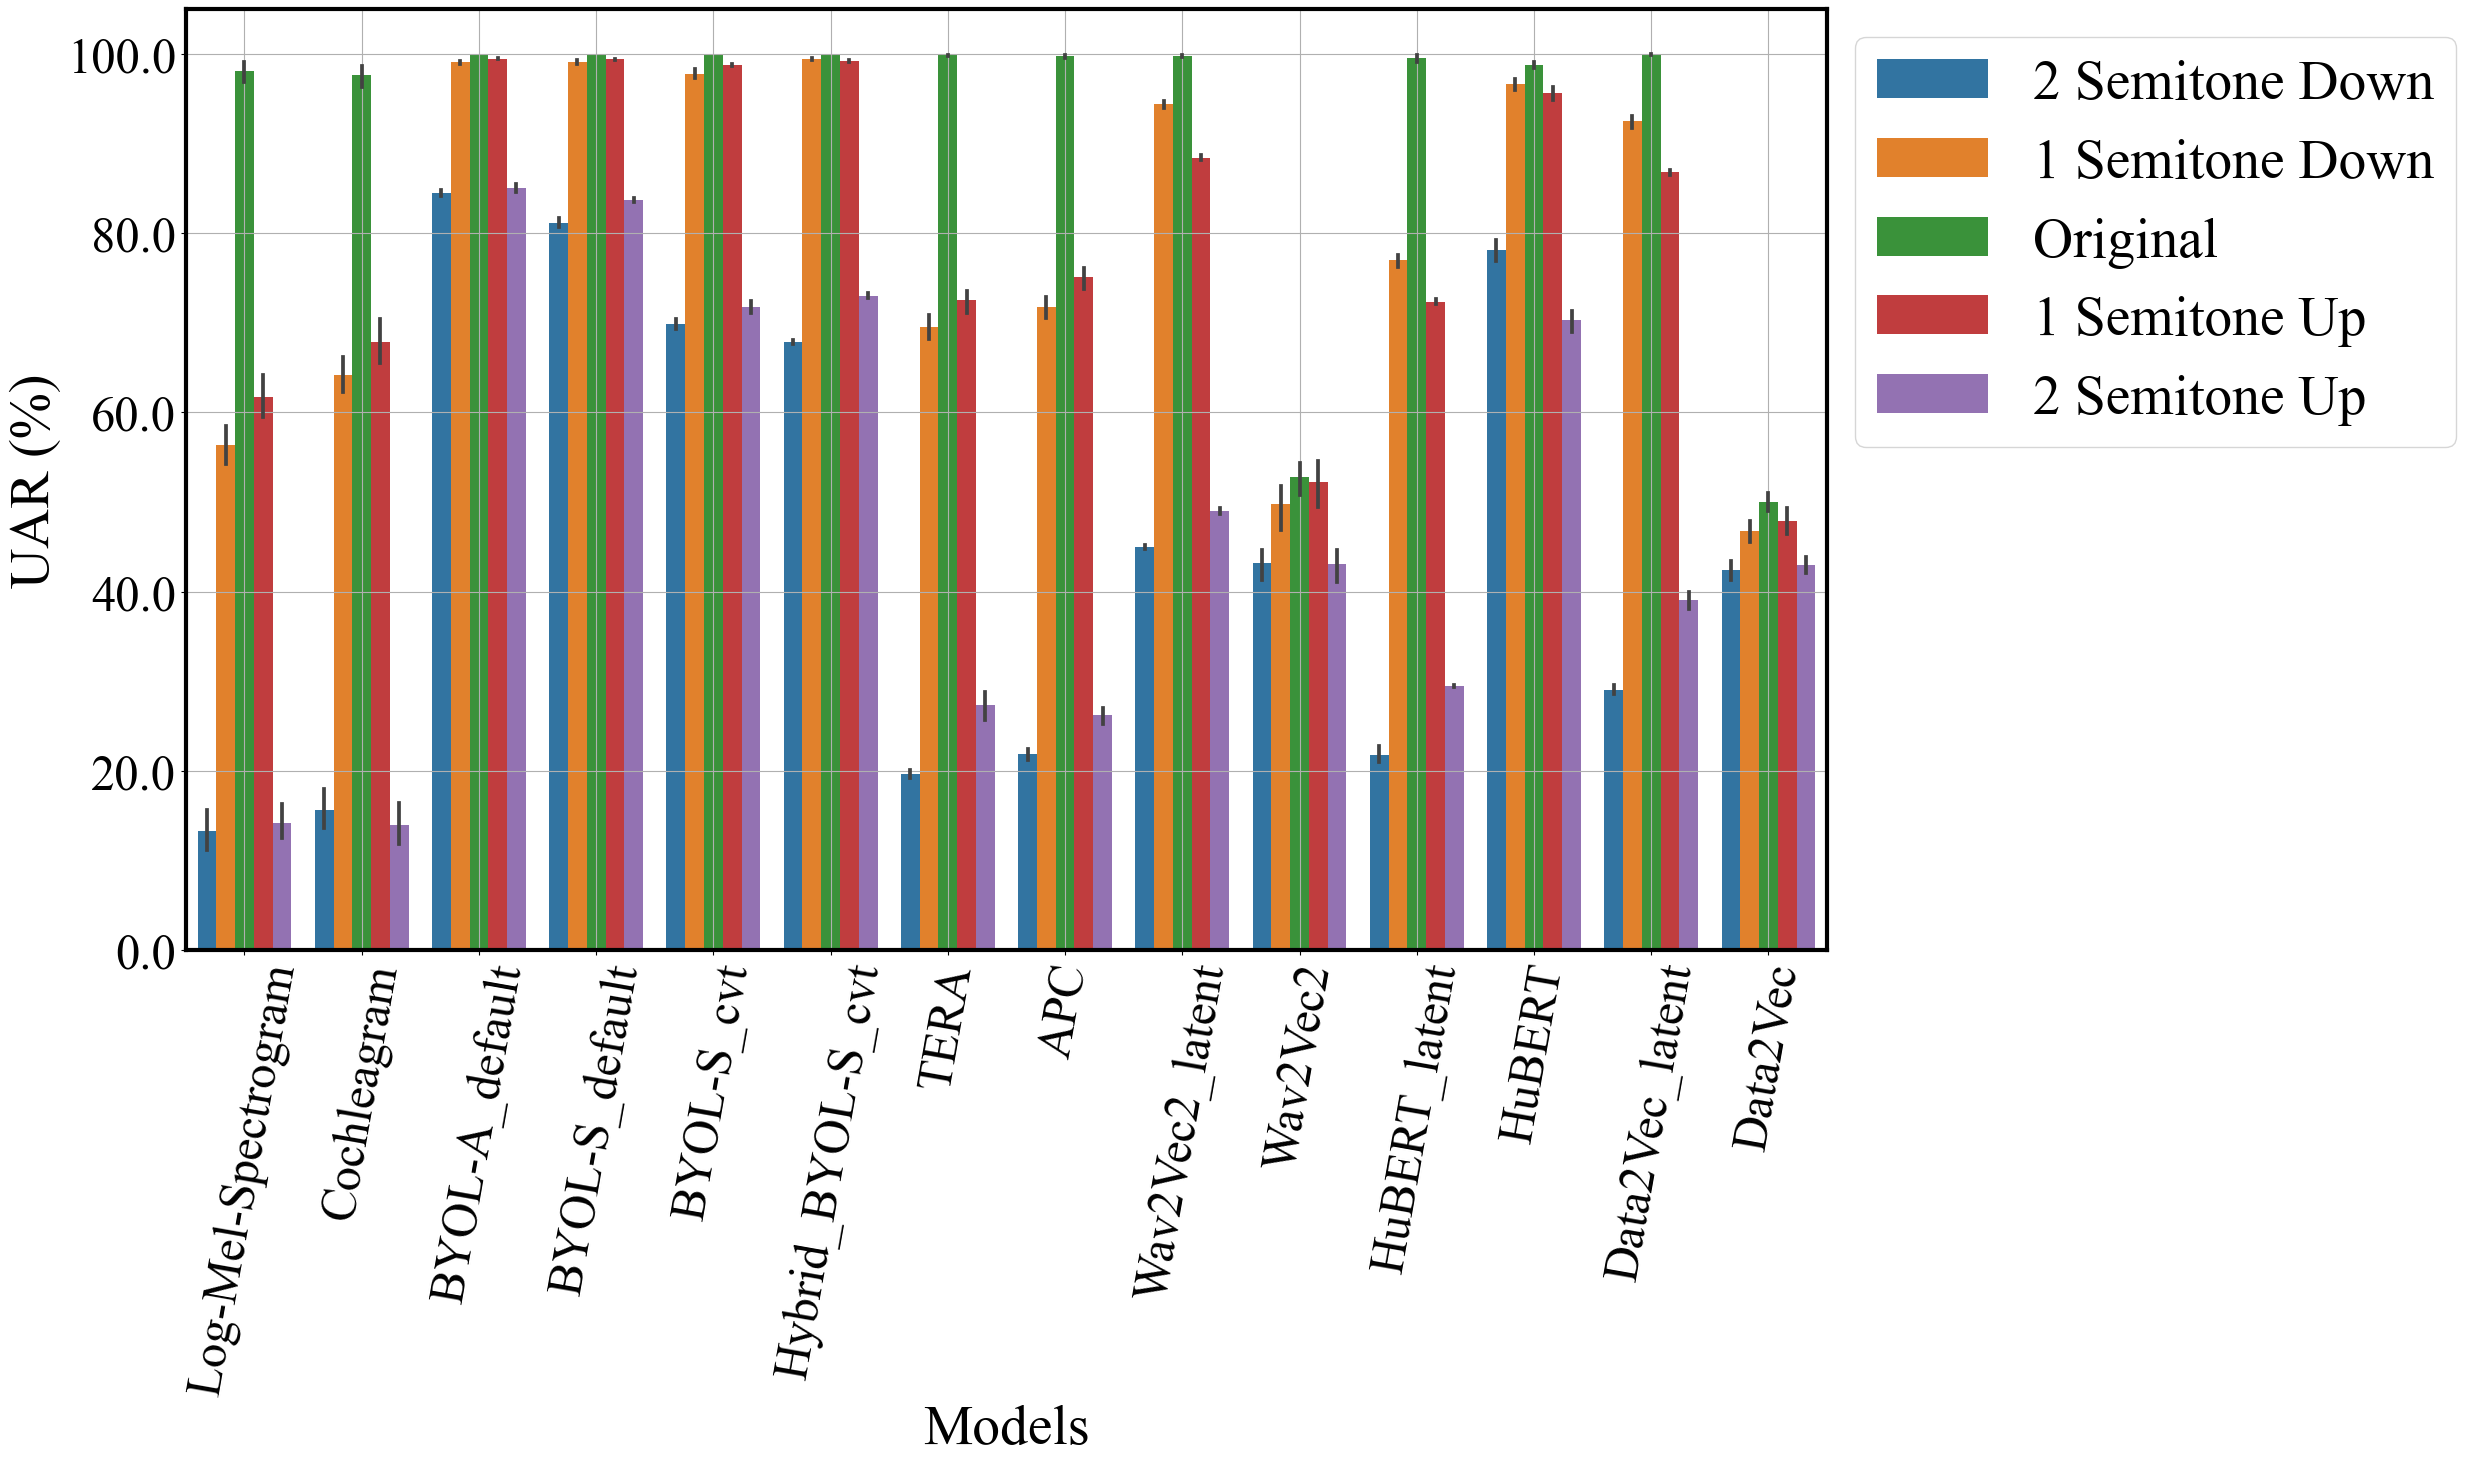 UAR (%)
100.0
80.0
60.0
40.0
20.0
0.0
2 Semitone Down
1 Semitone Down
Original
1 Semitone Up
2 Semitone Up
Log-Mel-Spectrogram
Cochleagram
BYOL-A_default
BYOL-S_default
BYOL-S_cvt
Hybrid_BYOL-S_cvt
TERA
APC
Wav2Vec2_latent
Wav2Vec2
HuBERT_latent
HuBERT
Data2Vec_latent
Data2Vec
Models